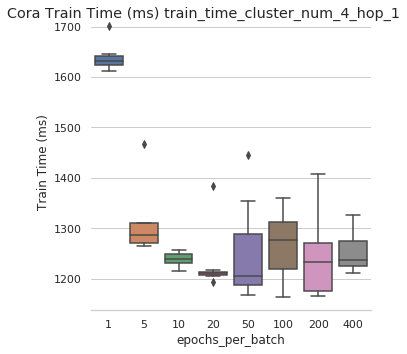 Cora Train Time (ms) train_time_cluster_num_4_hop_1
1700
1600
1500
1400
1300
1200
Train Time (ms)
1 5 10 20 50 100 200 400
epochs_per_batch